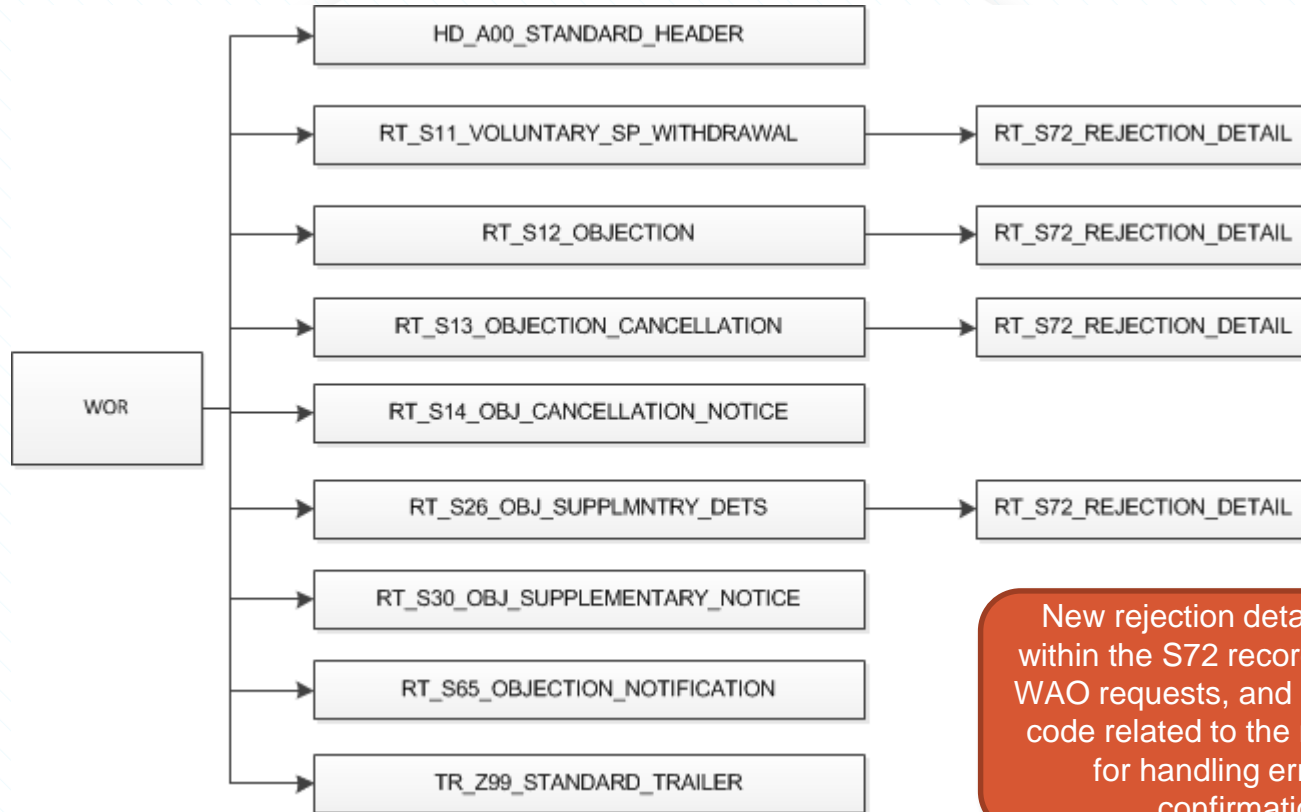 HD_A00_STANDARD_HEADER
RT_S11_VOLUNTARY_SP_WITHDRAWAL
RT_S72_REJECTION_DETAIL
RT_S12_OBJECTION
RT_S72_REJECTION_DETAIL
RT_S13_OBJECTION_CANCELLATION
RT_S72_REJECTION_DETAIL
WOR
RT_S14_OBJ_CANCELLATION_NOTICE
RT_S26_OBJ_SUPPLMNTRY_DETS
RT_S72_REJECTION_DETAIL
RT_S30_OBJ_SUPPLEMENTARY_NOTICE
RT_S65_OBJECTION_NOTIFICATION
TR_Z99_STANDARD_TRAILER
New rejection
within the S72
WAO requests, and
code related to the
for handling